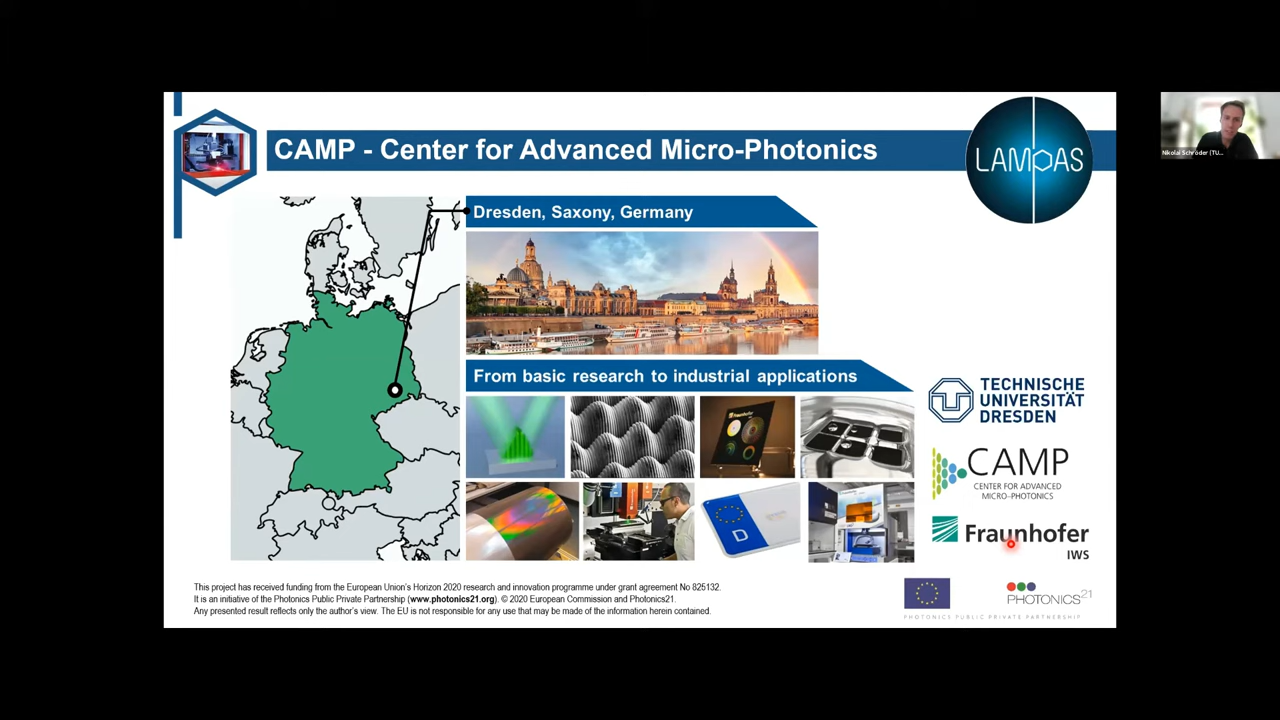 CAMP - Center for Advanced Micro-Photonics
LAMPAS
Nikolai Schröder (TU...
Dresden, Saxony, Germany
From basic research to industrial applications
Fraunhofer
D
TECHNISCHE
UNIVERSITÄT
DRESDEN
CAMP
CENTER FOR ADVANCED
MICRO-PHOTONICS
Fraunhofer
IWS
This project has received funding from the European Union's Horizon 2020 research and innovation programme under grant agreement No 825132.
It is an initiative of the Photonics Public Private Partnership (www.photonics21.org). © 2020 European Commission and Photonics21.
Any presented result reflects only the author's view. The EU is not responsible for any use that may be made of the information herein contained.
PHOTONICS21
PHOTONICS PUBLIC PRIVATE PARTNERSHIP